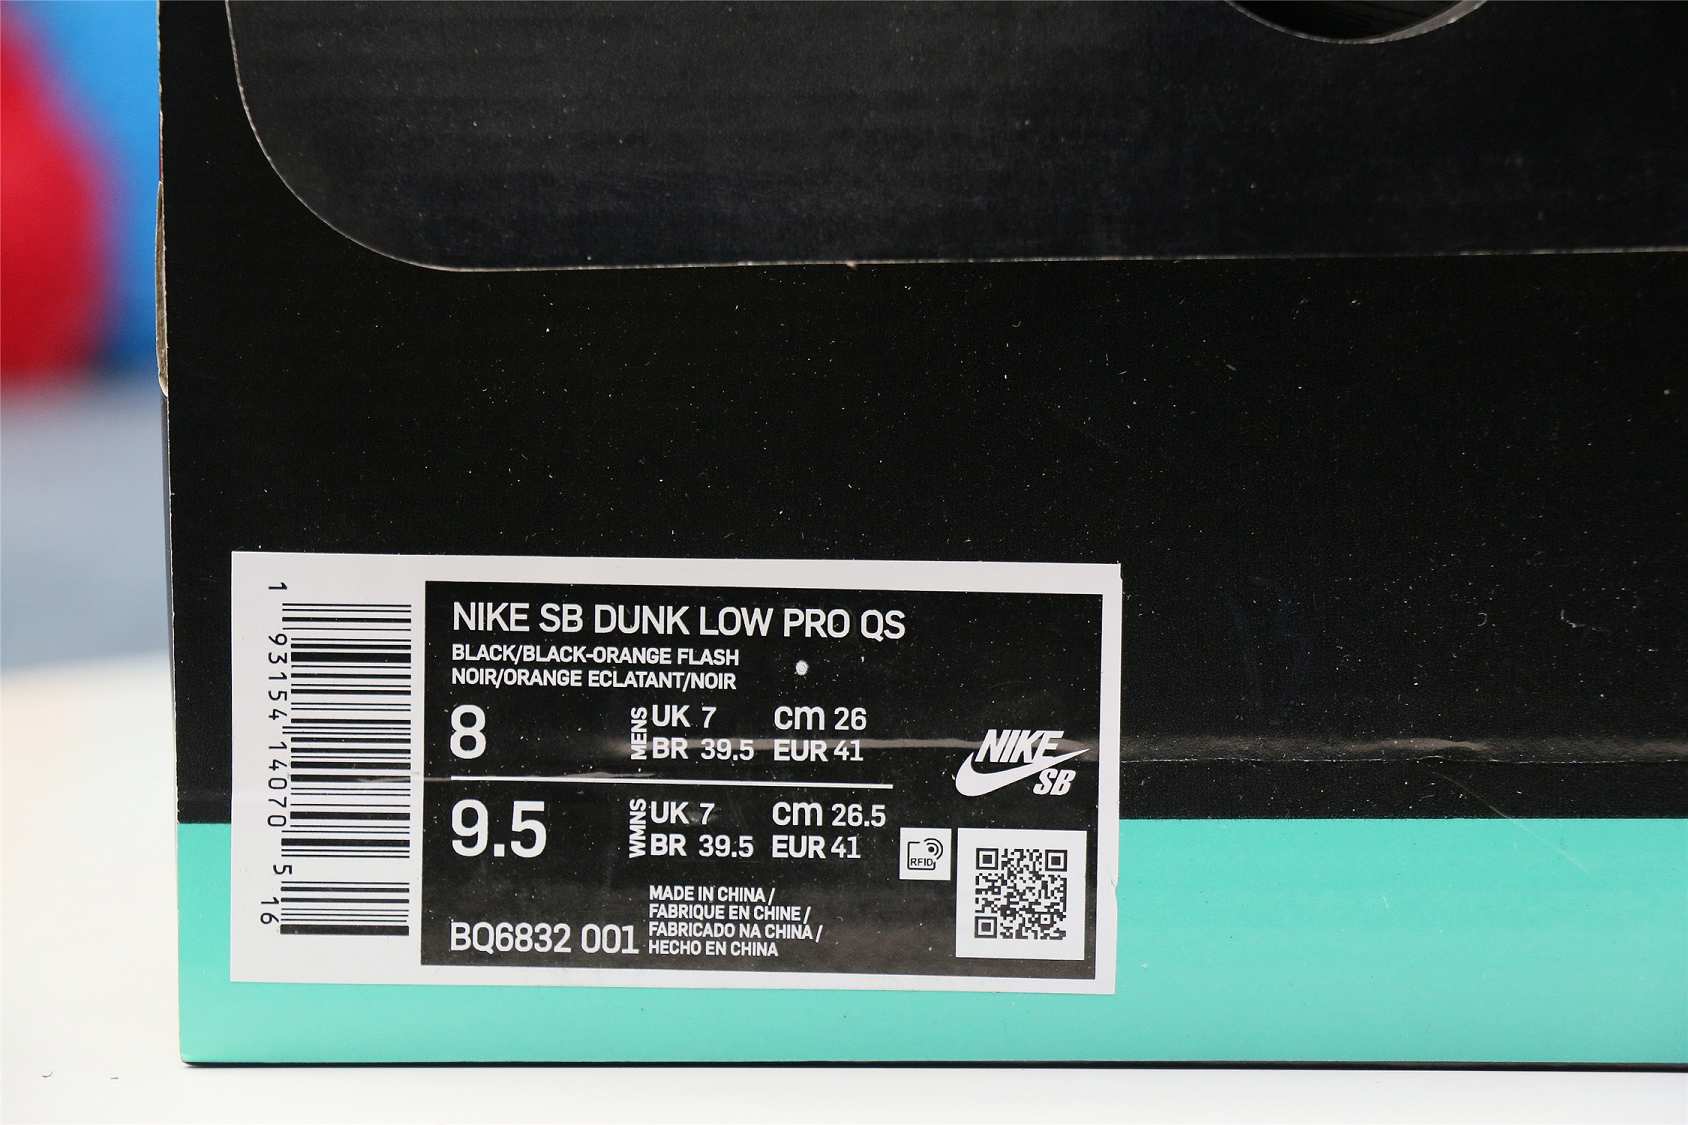 1 93154 14070 5 16
NIKE SB DUNK LOW PRO QS
BLACK/BLACK-ORANGE FLASH
NOIR/ORANGE ECLATANT/NOIR
8 MENS UK 7 cm 26
BR 39.5 EUR 41
9.5 WMNS UK 7 cm 26.5
BR 39.5 EUR 41
NIKE
SB
RFID
MADE IN CHINA /
FABRIQUE EN CHINE /
FABRICADO NA CHINA /
HECHO EN CHINA
BQ6832 001